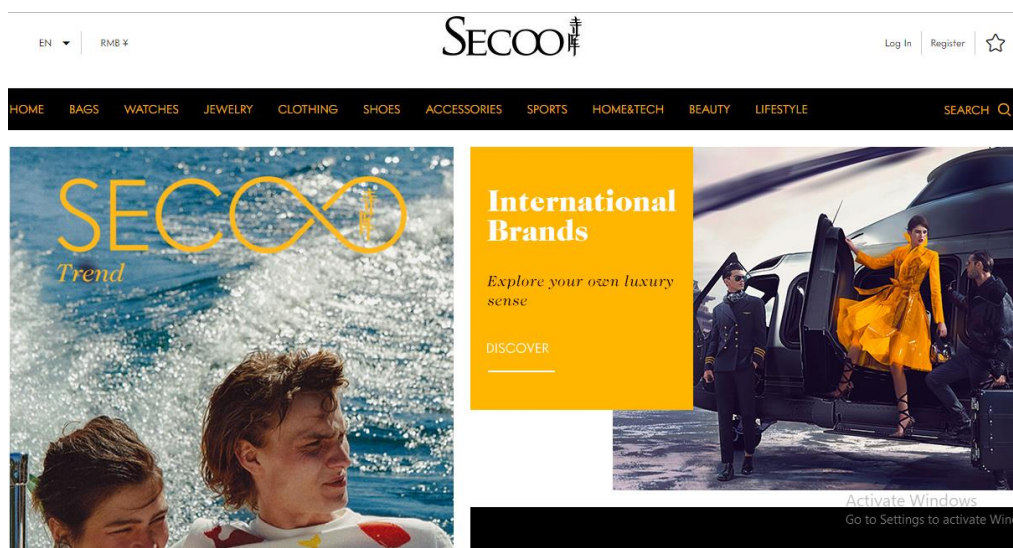 EN
RMB ¥
SECOO
Log In
Register
HOME
BAGS
WATCHES
JEWELRY
CLOTHING
SHOES
ACCESSORIES
SPORTS
HOME&TECH
BEAUTY
LIFESTYLE
SEARCH
SECOO
Trend
International
Brands
Explore your own luxury
sense
DISCOVER
Activate Windows
Go to Settings to activate Win